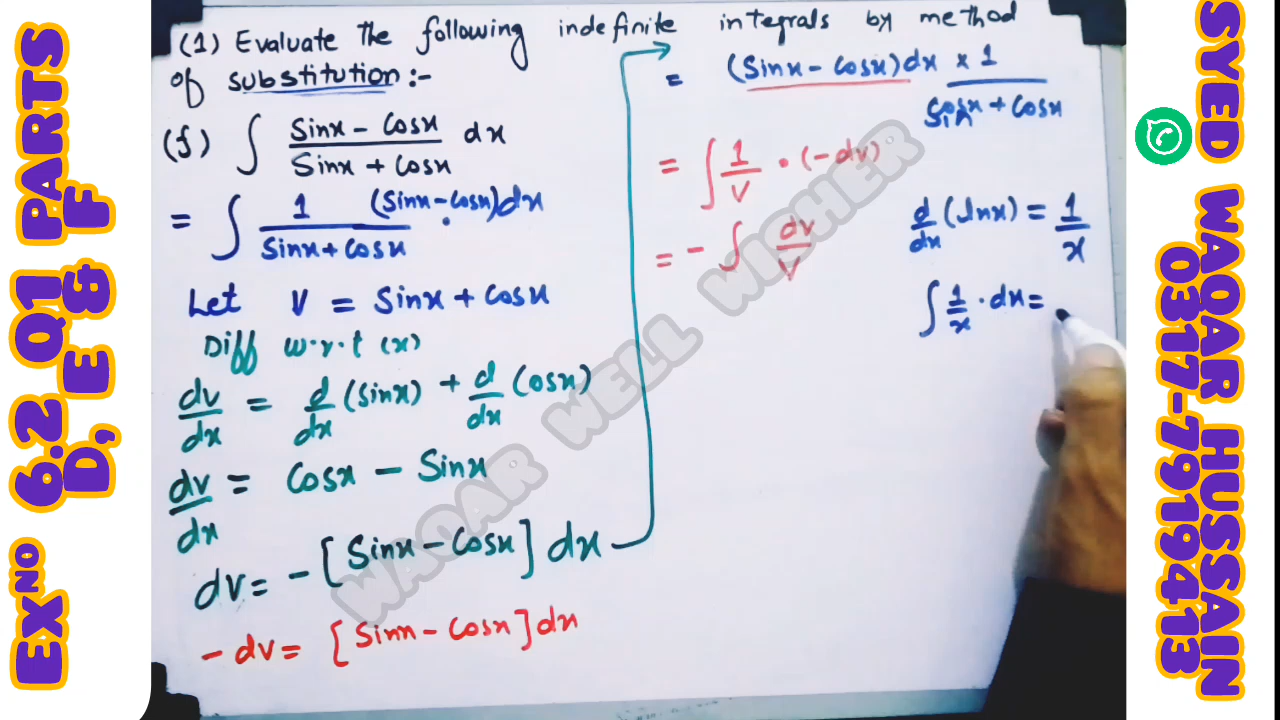 (1) Evaluate the following indefinite integrals by method
of substitution :-
(f) ∫ Sinx - Cosx / Sinx + Cosx dx
= ∫ 1 / Sinx + Cosx · (Sinx - Cosx) dx
Let V = Sinx + Cosx
Diff w.r.t (x)
dv/dx = d/dx (Sinx) + d/dx (Cosx)
dv/dx = Cosx - Sinx
dv = - [Sinx - Cosx] dx
- dv = [Sinx - Cosx] dx
= (Sinx - Cosx) dx × 1 / Sinx + Cosx
= ∫ 1/V · (-dv)
= - ∫ dv/V
d/dx (lnx) = 1/x
∫ 1/x · dx =
WAQAR WELL WISHER
EXNO 6.2 Q1 PARTS
D, E & F
SYED WAQAR HUSSAIN
0317-7919413